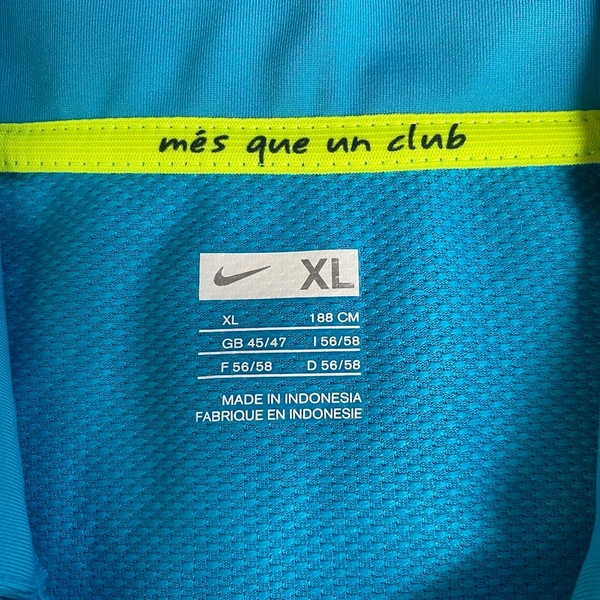 més que un club
XL
XL 188 CM
GB 45/47 I 56/58
F 56/58 D 56/58
MADE IN INDONESIA
FABRIQUE EN INDONESIE